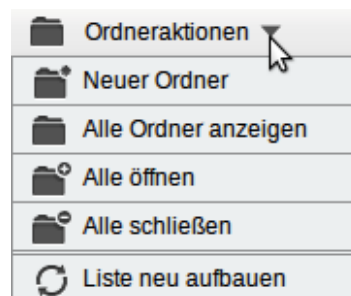 Ordneraktionen
Neuer Ordner
Alle Ordner anzeigen
Alle öffnen
Alle schließen
Liste neu aufbauen